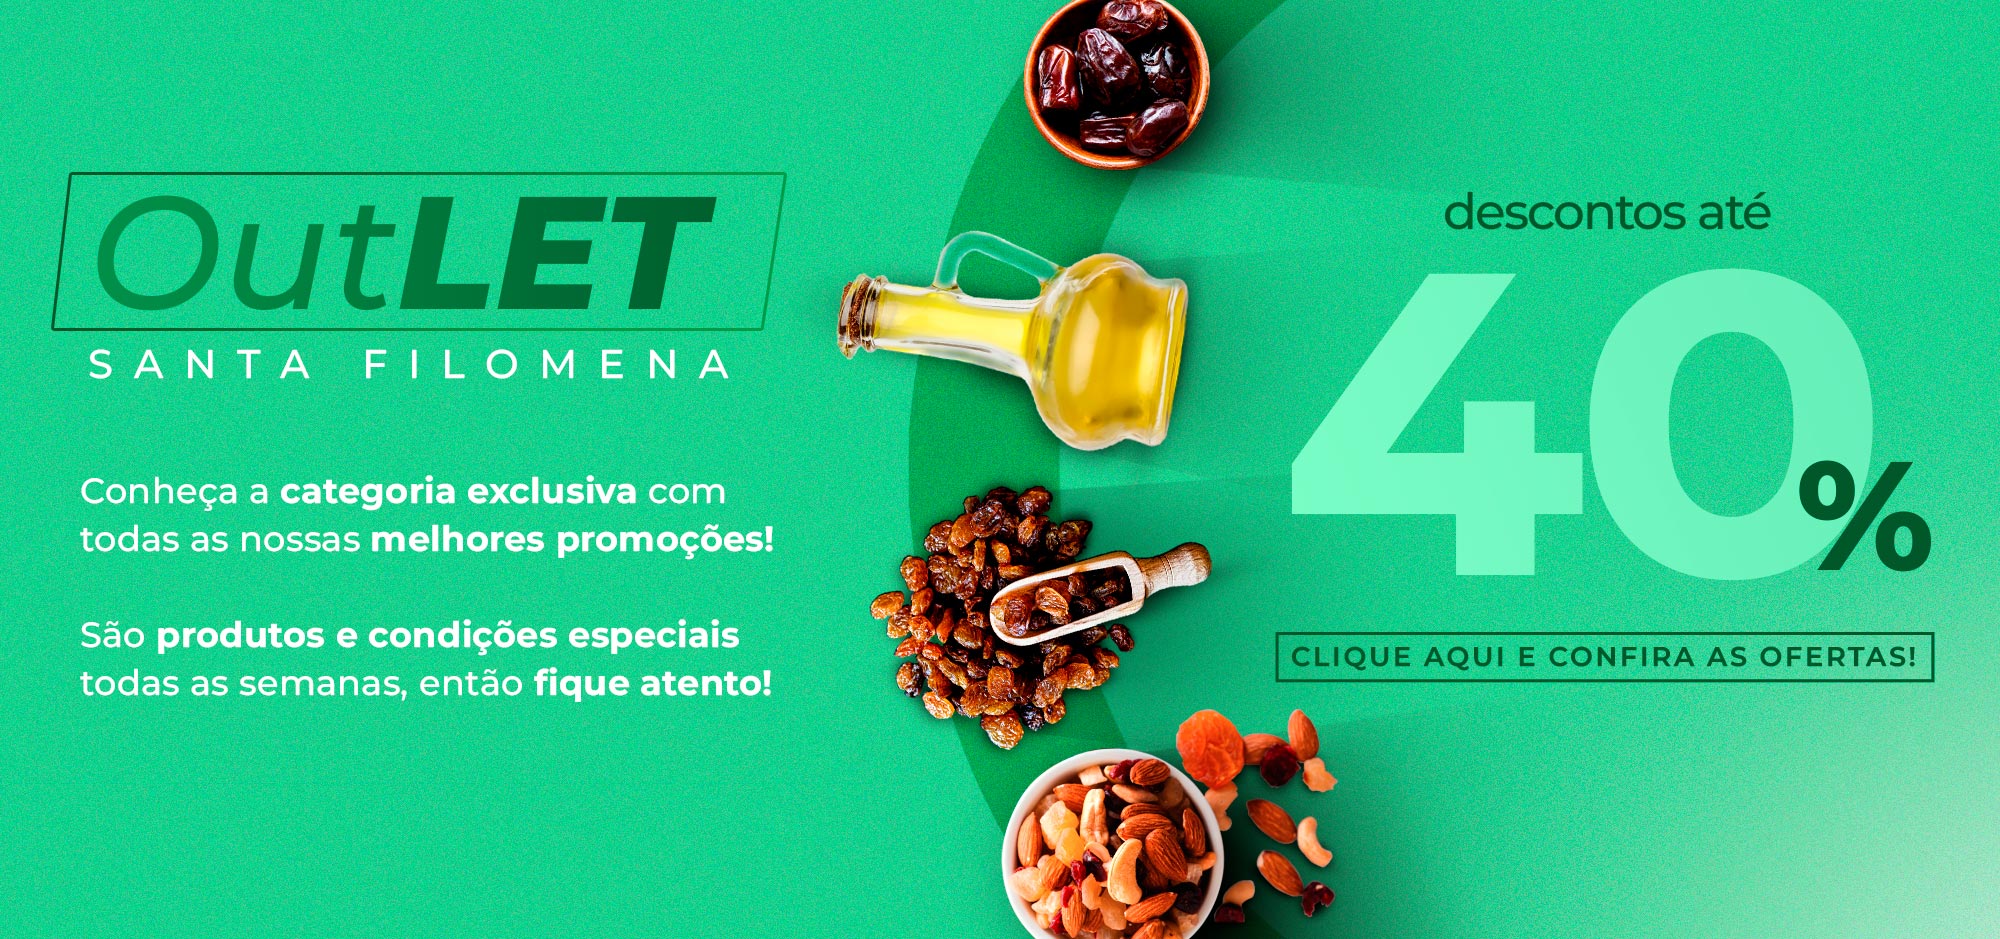 OutLET
SANTA FILOMENA
Conheça a categoria exclusiva com
todas as nossas melhores promoções!
São produtos e condições especiais
todas as semanas, então fique atento!
descontos até
40%
CLIQUE AQUI E CONFIRA AS OFERTAS!